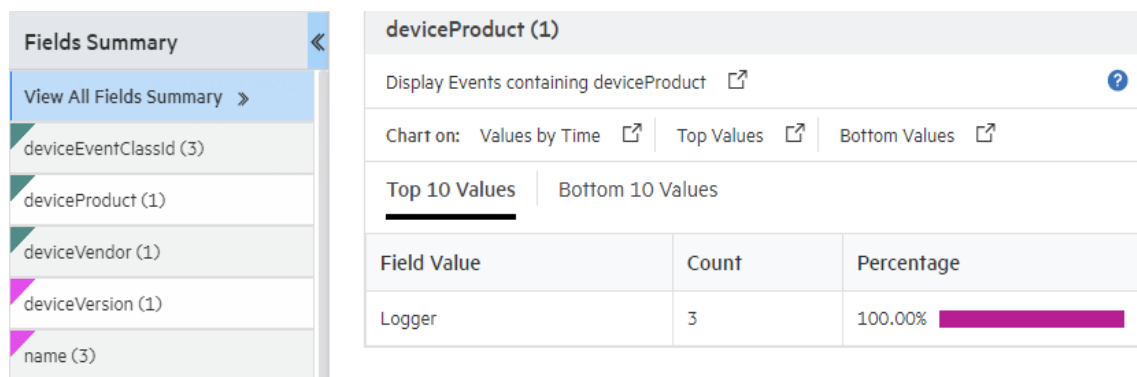 Fields Summary
View All Fields Summary
deviceEventClassId (3)
deviceProduct (1)
deviceVendor (1)
deviceVersion (1)
name (3)
deviceProduct (1)
Display Events containing deviceProduct
?
Chart on: Values by Time Top Values Bottom Values
Top 10 Values Bottom 10 Values
Field Value Count Percentage
Logger 3 100.00%